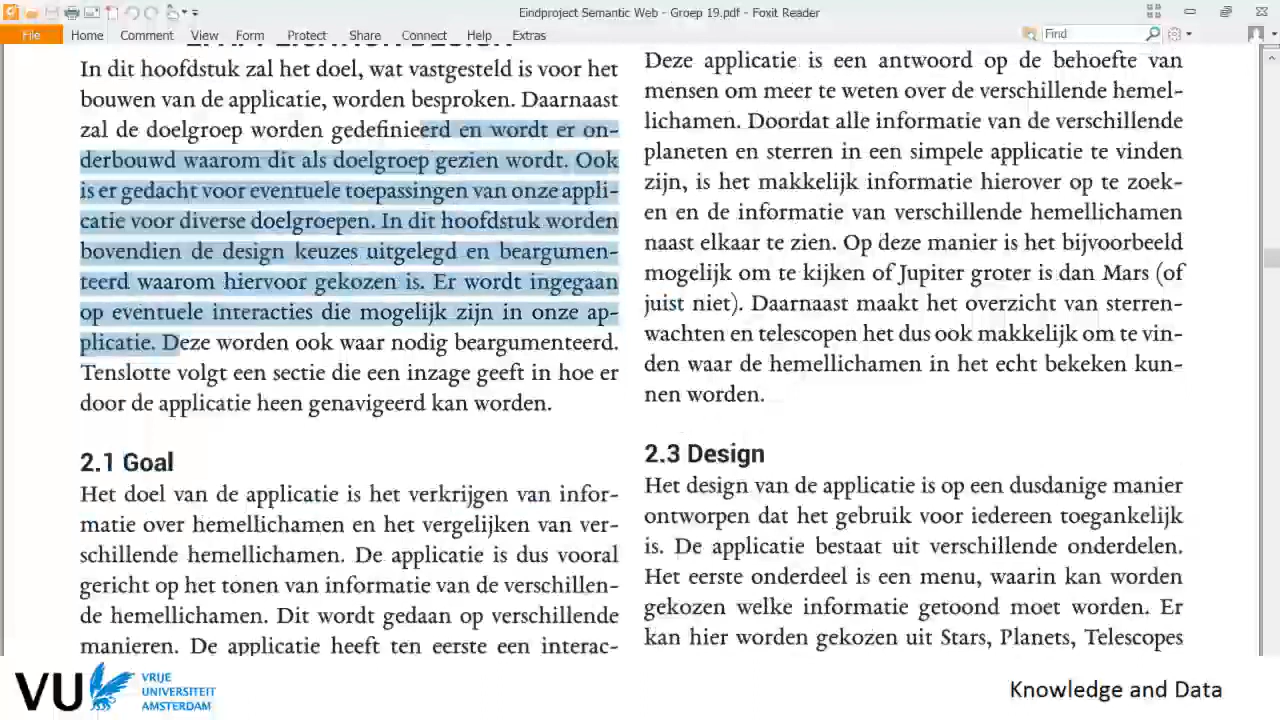 Eindproject Semantic Web - Groep 19.pdf - Foxit Reader
File Home Comment View Form Protect Share Connect Help Extras Find
In dit hoofdstuk zal het doel, wat vastgesteld is voor het
bouwen van de applicatie, worden besproken. Daarnaast
zal de doelgroep worden gedefinieerd en wordt er on-
derbouwd waarom dit als doelgroep gezien wordt. Ook
is er gedacht voor eventuele toepassingen van onze appli-
catie voor diverse doelgroepen. In dit hoofdstuk worden
bovendien de design keuzes uitgelegd en beargumen-
teerd waarom hiervoor gekozen is. Er wordt ingegaan
op eventuele interacties die mogelijk zijn in onze ap-
plicatie. Deze worden ook waar nodig beargumenteerd.
Tenslotte volgt een sectie die een inzage geeft in hoe er
door de applicatie heen genavigeerd kan worden.
2.1 Goal
Het doel van de applicatie is het verkrijgen van infor-
matie over hemellichamen en het vergelijken van ver-
schillende hemellichamen. De applicatie is dus vooral
gericht op het tonen van informatie van de verschillen-
de hemellichamen. Dit wordt gedaan op verschillende
manieren. De applicatie heeft ten eerste een interac-
Deze applicatie is een antwoord op de behoefte van
mensen om meer te weten over de verschillende hemel-
lichamen. Doordat alle informatie van de verschillende
planeten en sterren in een simpele applicatie te vinden
zijn, is het makkelijk informatie hierover op te zoek-
en en de informatie van verschillende hemellichamen
naast elkaar te zien. Op deze manier is het bijvoorbeeld
mogelijk om te kijken of Jupiter groter is dan Mars (of
juist niet). Daarnaast maakt het overzicht van sterren-
wachten en telescopen het dus ook makkelijk om te vin-
den waar de hemellichamen in het echt bekeken kun-
nen worden.
2.3 Design
Het design van de applicatie is op een dusdanige manier
ontworpen dat het gebruik voor iedereen toegankelijk
is. De applicatie bestaat uit verschillende onderdelen.
Het eerste onderdeel is een menu, waarin kan worden
gekozen welke informatie getoond moet worden. Er
kan hier worden gekozen uit Stars, Planets, Telescopes
VU VRIJE
UNIVERSITEIT
AMSTERDAM
Knowledge and Data